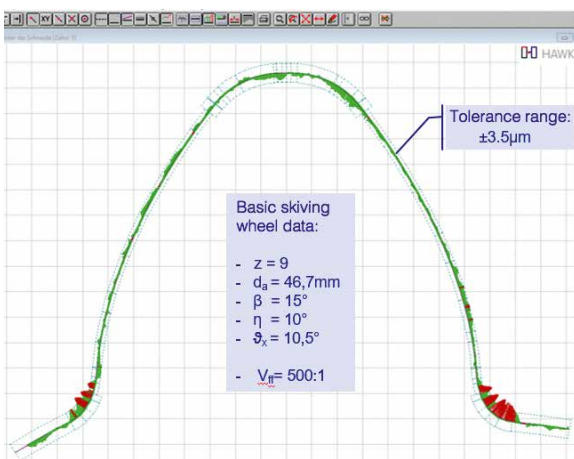 XY
HAWK
Tolerance range:
±3.5µm
Basic skiving
wheel data:
- z = 9
- dₐ = 46,7mm
- β = 15°
- η = 10°
- ϑₓ = 10,5°
- Vff = 500:1